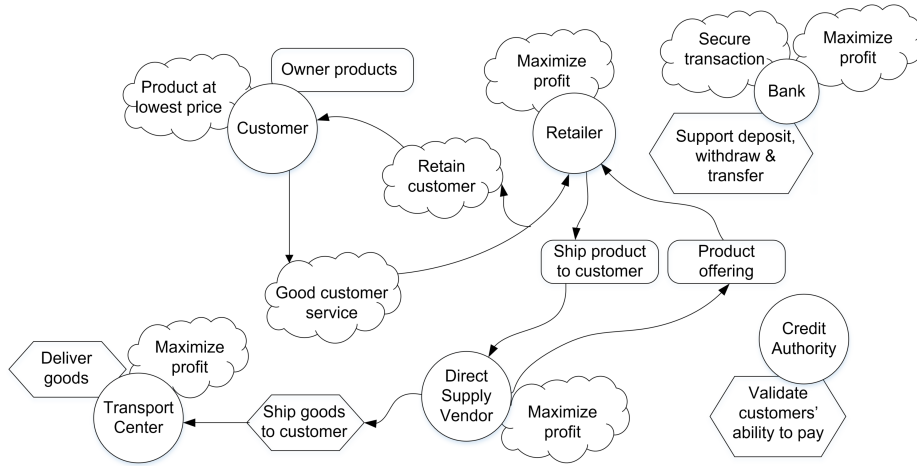 Owner products
Product at
lowest price
Customer
Maximize
profit
Retailer
Secure
transaction
Maximize
profit
Bank
Support deposit,
withdraw &
transfer
Retain
customer
Good customer
service
Ship product
to customer
Product
offering
Credit
Authority
Validate
customers'
ability to pay
Deliver
goods
Maximize
profit
Transport
Center
Ship goods
to customer
Direct
Supply
Vendor
Maximize
profit